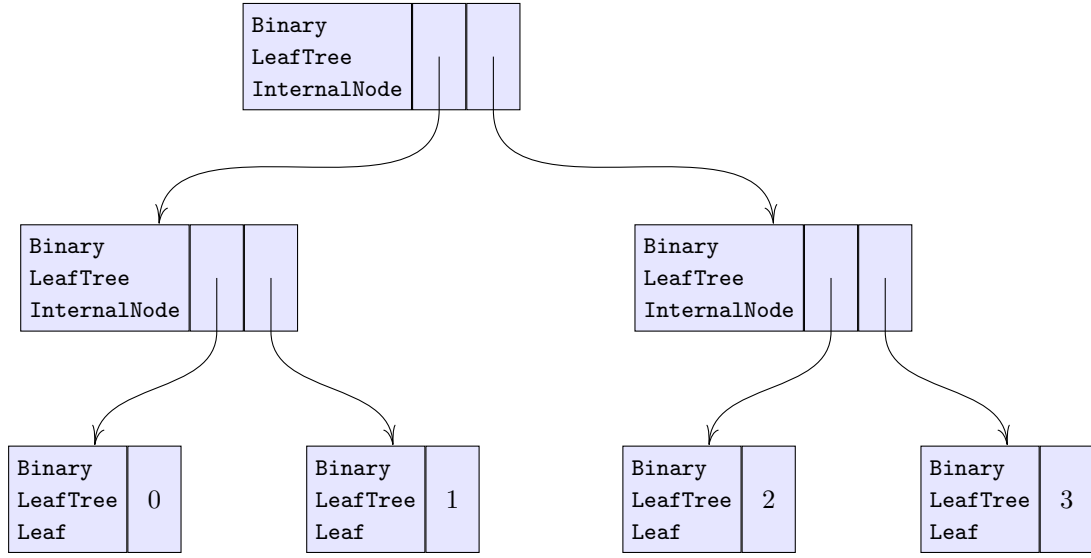 Binary
LeafTree
InternalNode
Binary
LeafTree
InternalNode
Binary
LeafTree
InternalNode
Binary
LeafTree
Leaf
0
Binary
LeafTree
Leaf
1
Binary
LeafTree
Leaf
2
Binary
LeafTree
Leaf
3